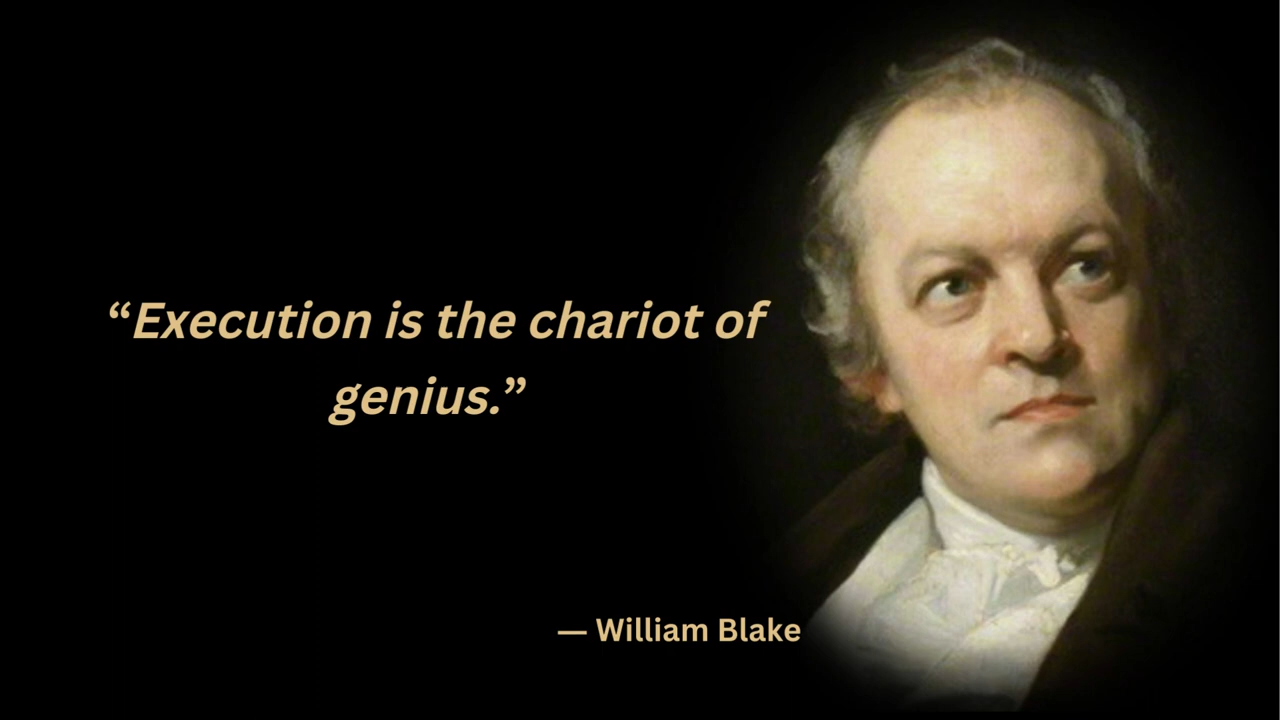 “Execution is the chariot of
genius.”
— William Blake